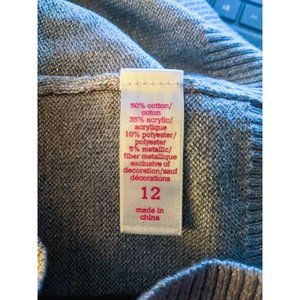 50% cotton/
coton
35% acrylic/
acrylique
10% polyester/
polyester
5% metallic/
fiber metallique
exclusive of
decoration/sauf
décorations
12
made in
china